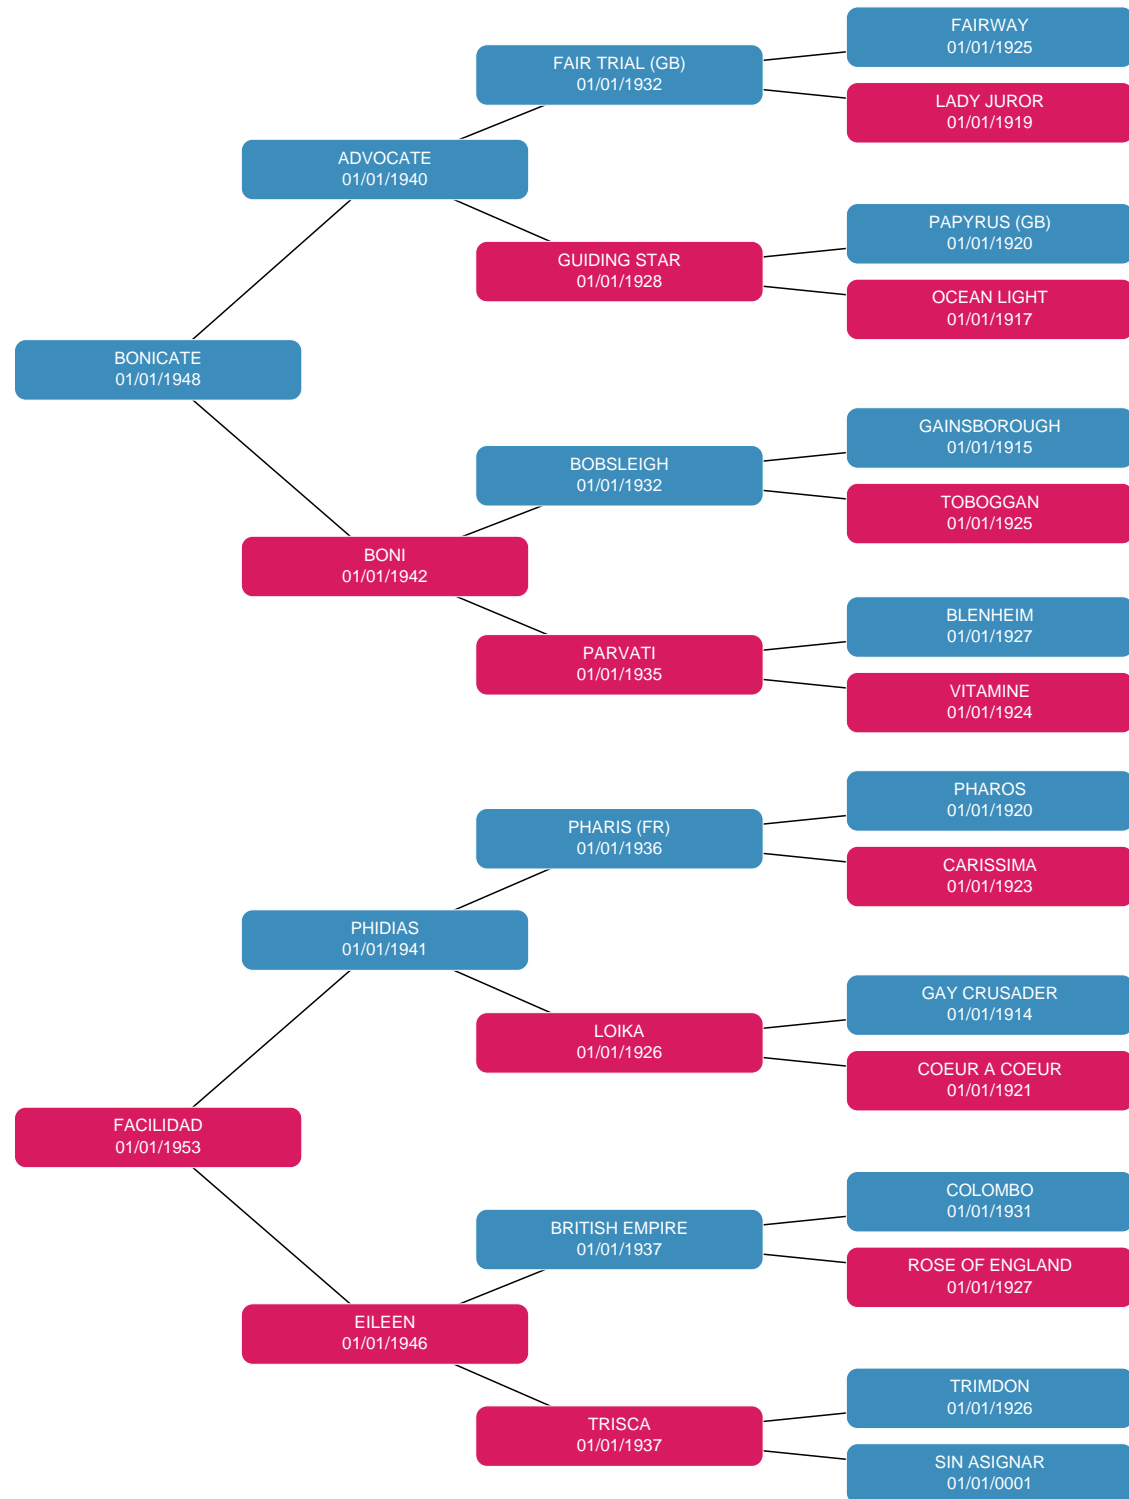 FAIRWAY
01/01/1925
FAIR TRIAL (GB)
01/01/1932
LADY JUROR
01/01/1919
ADVOCATE
01/01/1940
PAPYRUS (GB)
01/01/1920
GUIDING STAR
01/01/1928
OCEAN LIGHT
01/01/1917
BONICATE
01/01/1948
GAINSBOROUGH
01/01/1915
BOBSLEIGH
01/01/1932
TOBOGGAN
01/01/1925
BONI
01/01/1942
BLENHEIM
01/01/1927
PARVATI
01/01/1935
VITAMINE
01/01/1924
PHAROS
01/01/1920
PHARIS (FR)
01/01/1936
CARISSIMA
01/01/1923
PHIDIAS
01/01/1941
GAY CRUSADER
01/01/1914
LOIKA
01/01/1926
COEUR A COEUR
01/01/1921
FACILIDAD
01/01/1953
COLOMBO
01/01/1931
BRITISH EMPIRE
01/01/1937
ROSE OF ENGLAND
01/01/1927
EILEEN
01/01/1946
TRIMDON
01/01/1926
TRISCA
01/01/1937
SIN ASIGNAR
01/01/0001